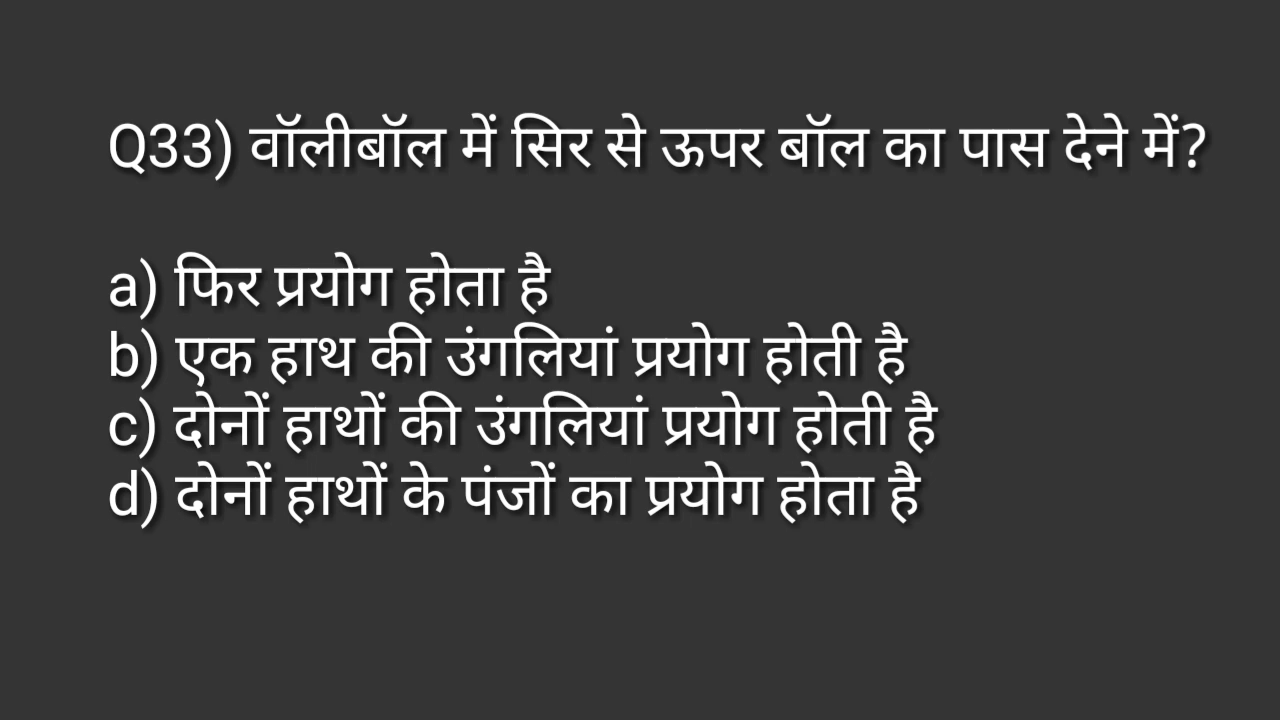 Q33) वॉलीबॉल में सिर से ऊपर बॉल का पास देने में?
a) फिर प्रयोग होता है
b) एक हाथ की उंगलियां प्रयोग होती है
c) दोनों हाथों की उंगलियां प्रयोग होती है
d) दोनों हाथों के पंजों का प्रयोग होता है